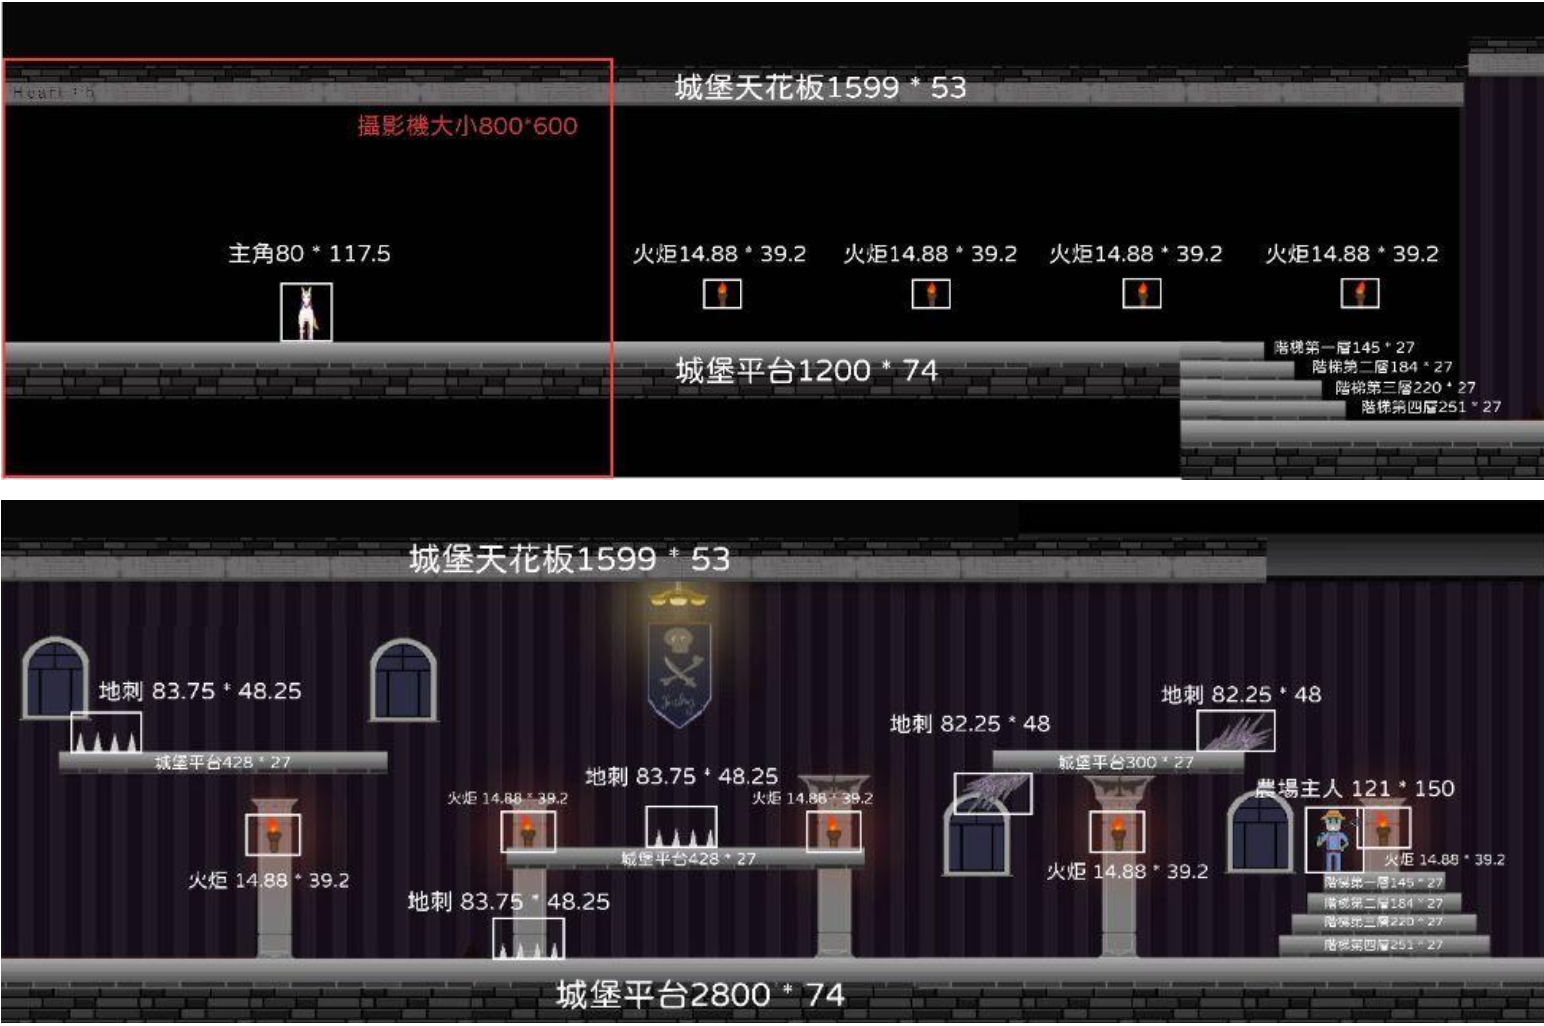 城堡天花板1599 * 53
Heart : 5
攝影機大小800*600
主角80 * 117.5
火炬14.88 * 39.2
火炬14.88 * 39.2
火炬14.88 * 39.2
火炬14.88 * 39.2
階梯第一層145 * 27
城堡平台1200 * 74
階梯第二層184 * 27
階梯第三層220 * 27
階梯第四層251 * 27
城堡天花板1599 * 53
地刺 83.75 * 48.25
地刺 82.25 * 48
地刺 82.25 * 48
城堡平台428 * 27
城堡平台300 * 27
地刺 83.75 * 48.25
農場主人 121 * 150
火炬 14.88 * 39.2
火炬 14.88 * 39.2
城堡平台428 * 27
火炬 14.88 * 39.2
火炬 14.88 * 39.2
火炬 14.88 * 39.2
階梯第一層145 * 27
地刺 83.75 * 48.25
階梯第二層184 * 27
階梯第三層220 * 27
階梯第四層251 * 27
城堡平台2800 * 74